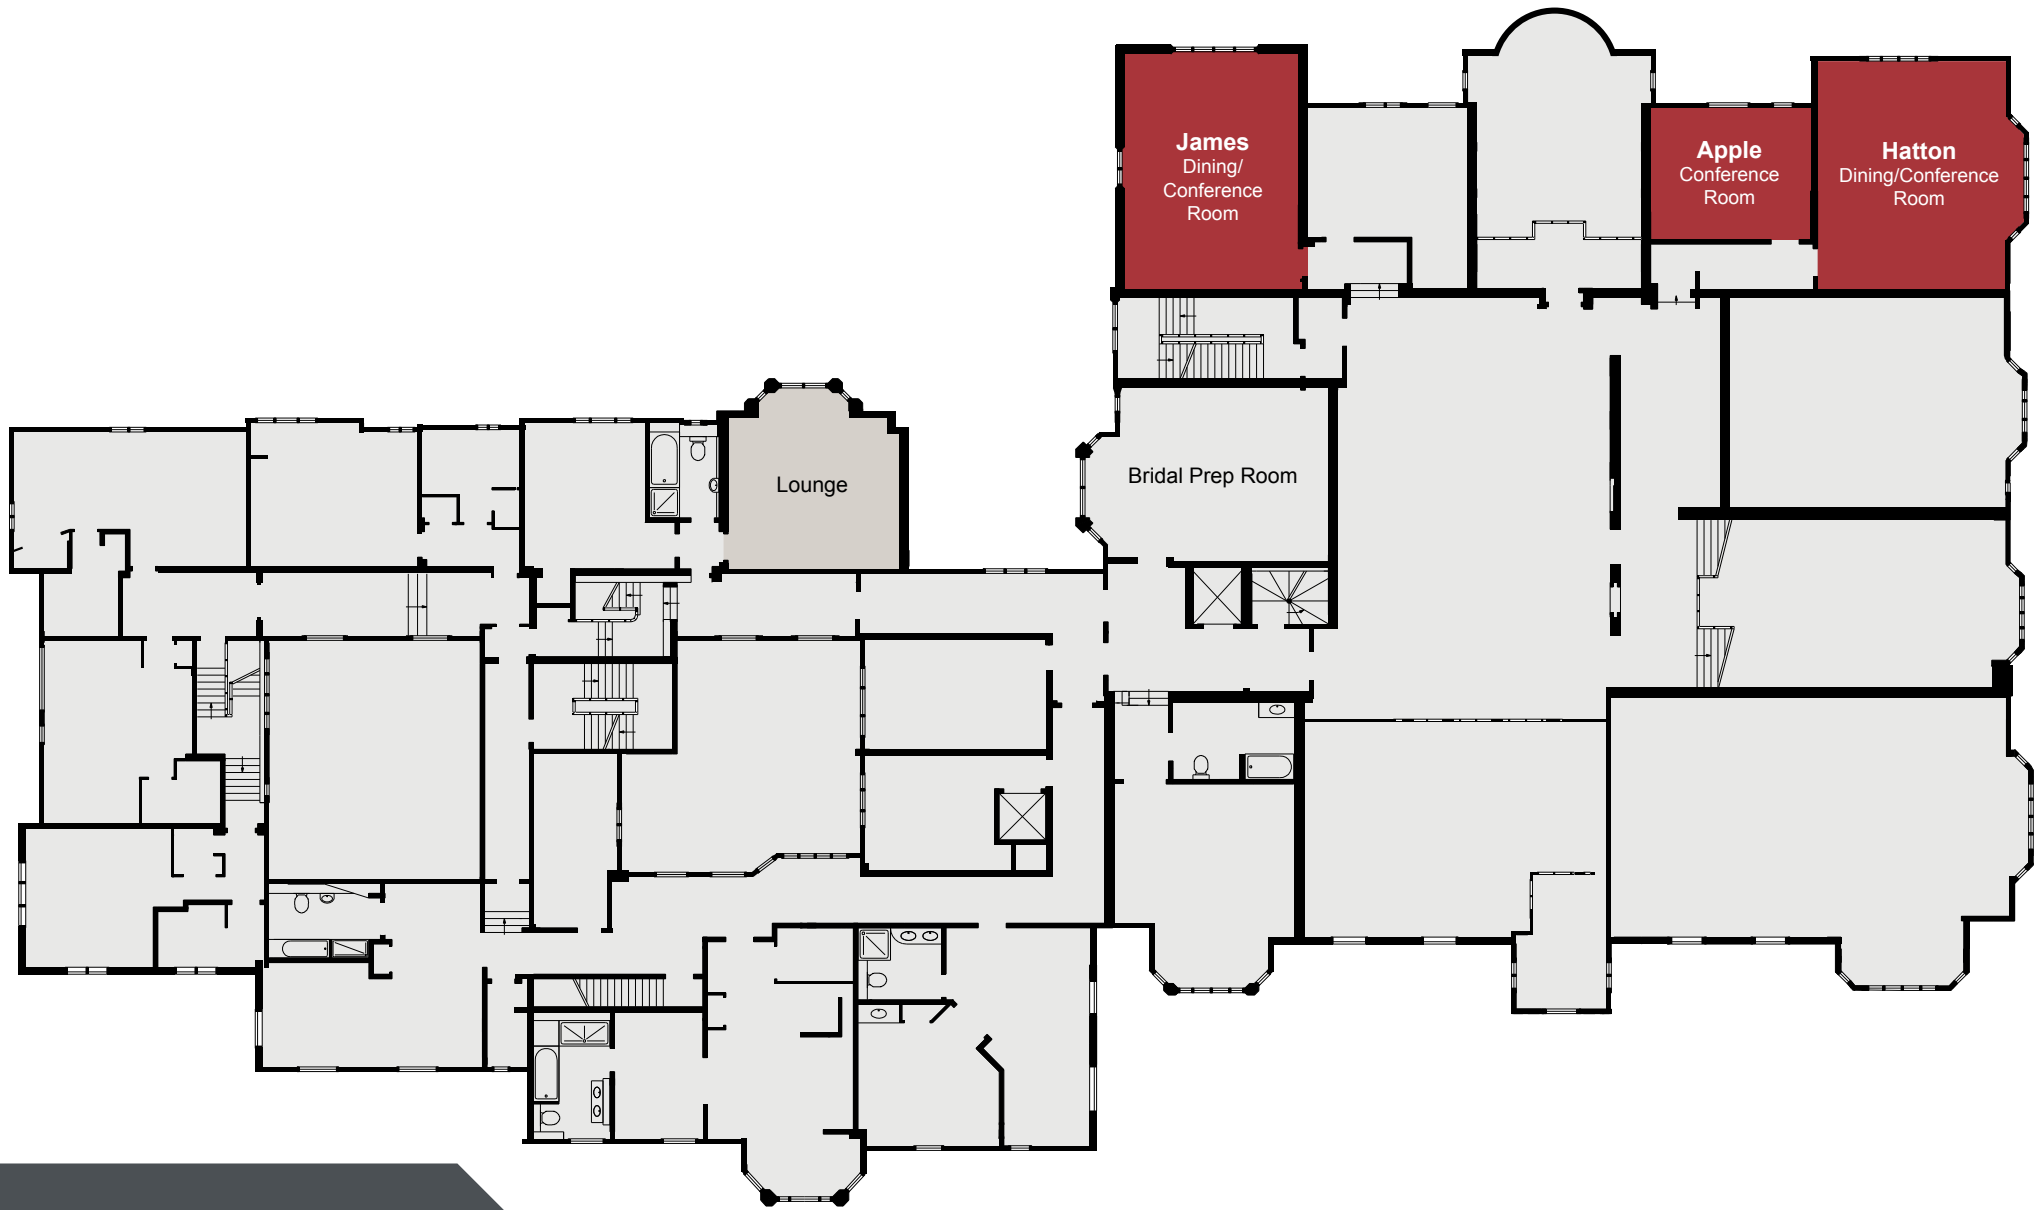 James
Dining/
Conference
Room
Apple
Conference
Room
Hatton
Dining/Conference
Room
Lounge
Bridal Prep Room